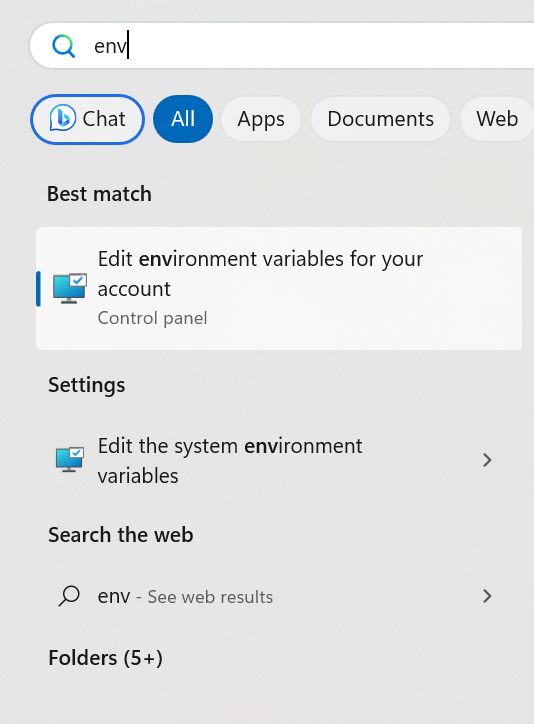 env
Chat
All
Apps
Documents
Web
Best match
Edit environment variables for your
account
Control panel
Settings
Edit the system environment
variables
Search the web
env - See web results
Folders (5+)